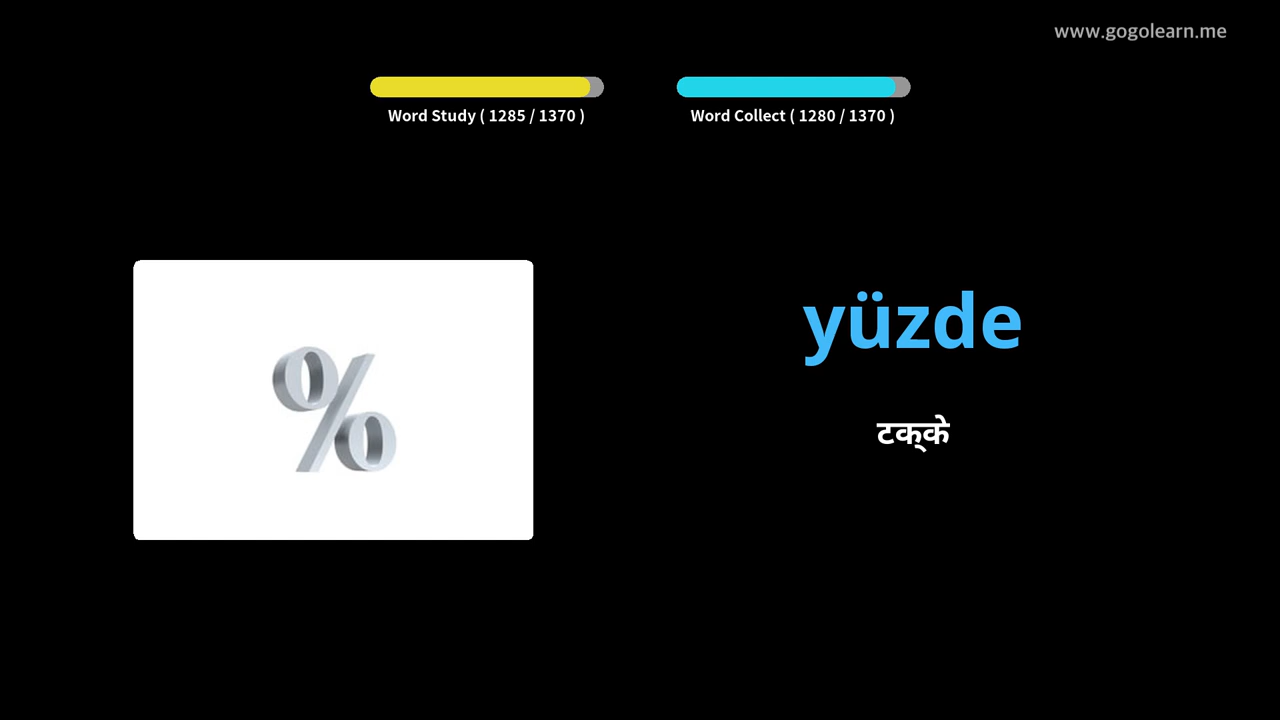 www.gogolearn.me
Word Study ( 1285 / 1370 )
Word Collect ( 1280 / 1370 )
%
yüzde
टक्के